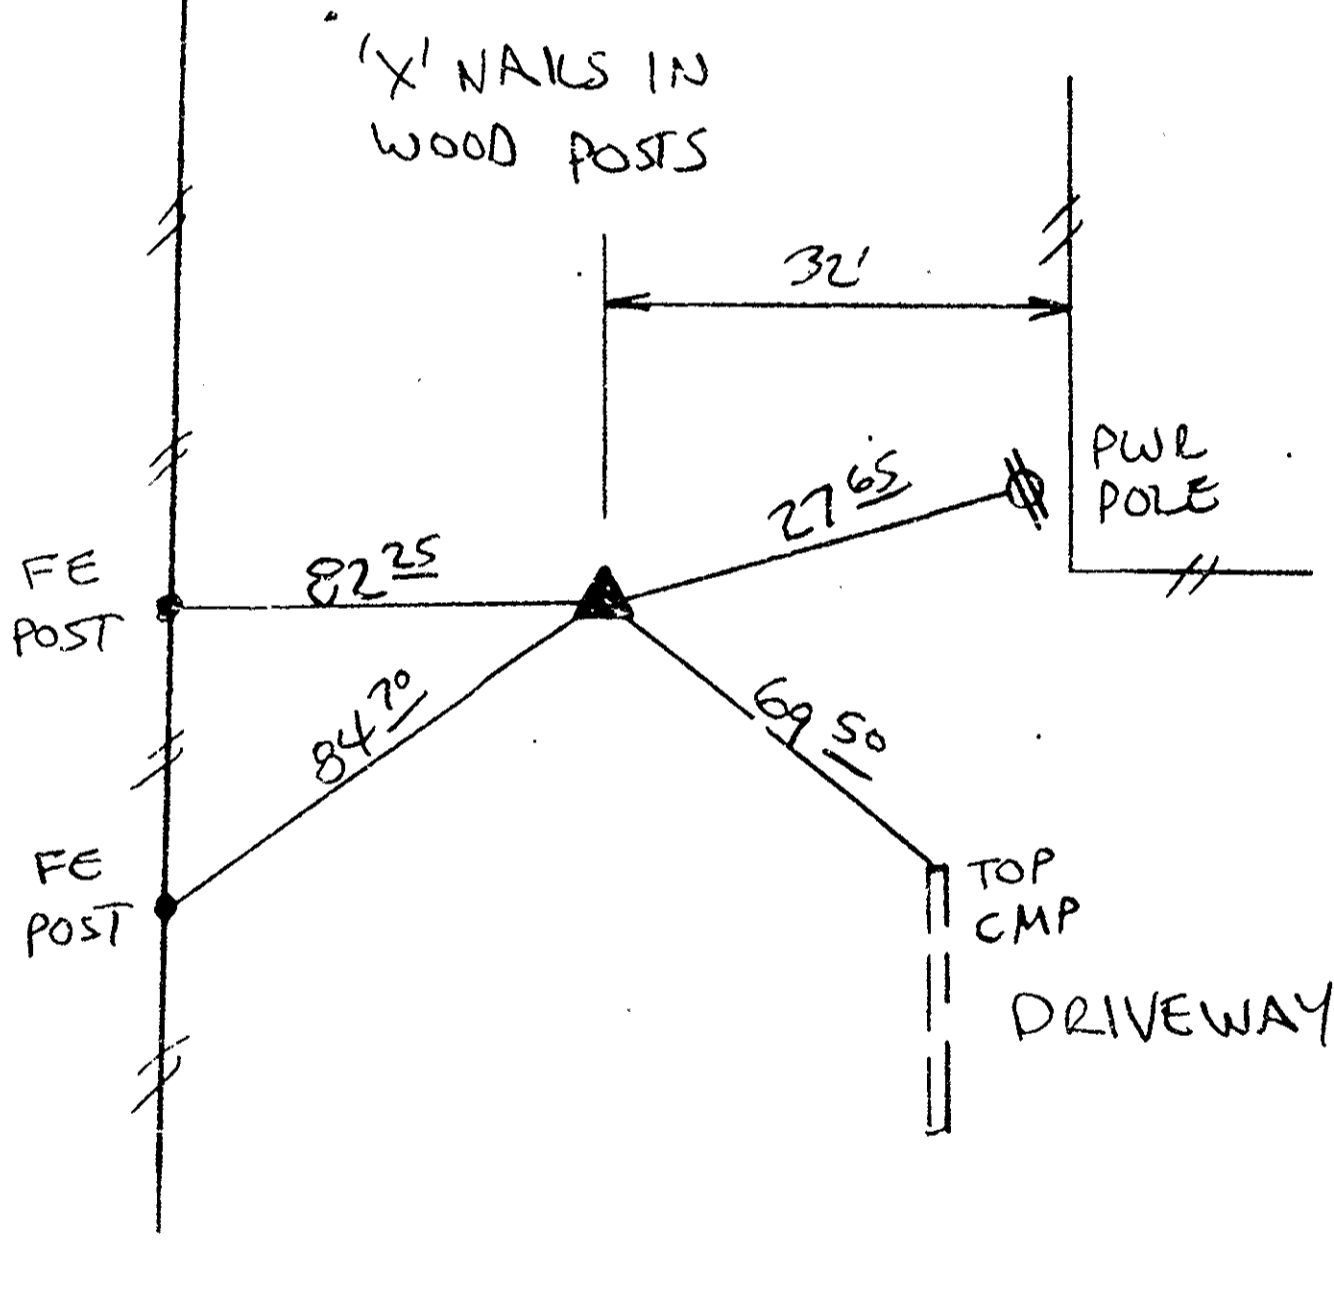 'X' NAILS IN
WOOD POSTS
32'
PWR
POLE
27 65
FE
POST
82 25
84 70
69 50
FE
POST
TOP
CMP
DRIVEWAY